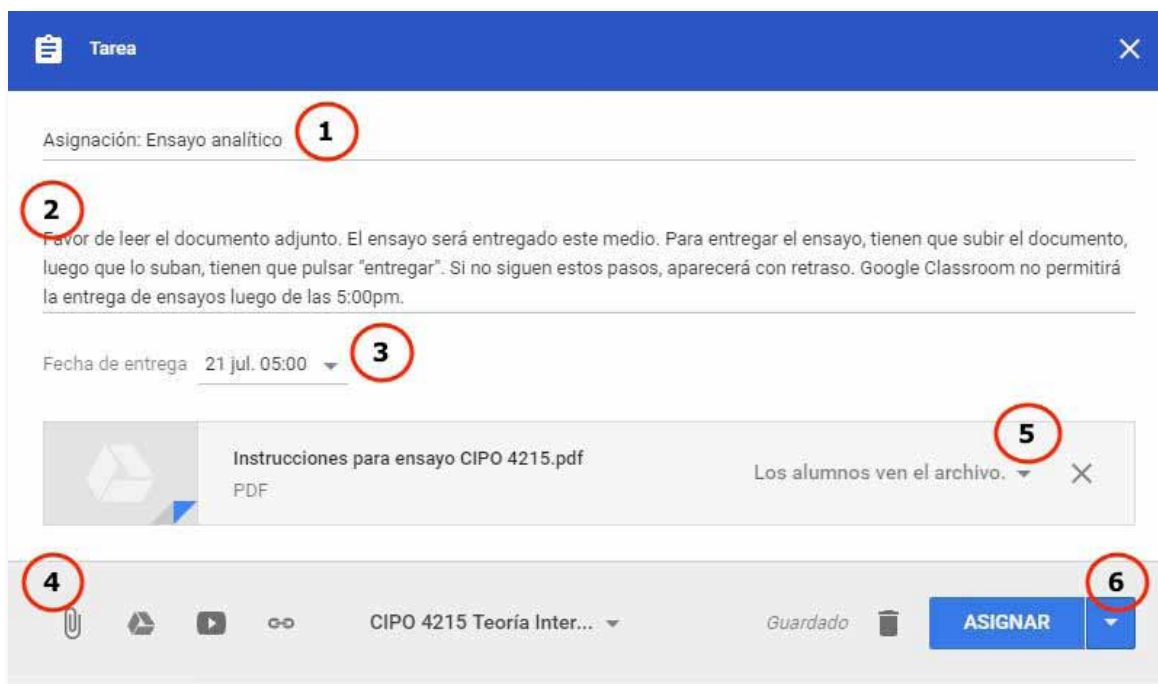 Tarea
Asignación: Ensayo analítico
1
2
Favor de leer el documento adjunto. El ensayo será entregado este medio. Para entregar el ensayo, tienen que subir el documento,
luego que lo suban, tienen que pulsar "entregar". Si no siguen estos pasos, aparecerá con retraso. Google Classroom no permitirá
la entrega de ensayos luego de las 5:00pm.
Fecha de entrega 21 jul. 05:00
3
5
Instrucciones para ensayo CIPO 4215.pdf
PDF
Los alumnos ven el archivo.
4
6
CIPO 4215 Teoría Inter... Guardado ASIGNAR